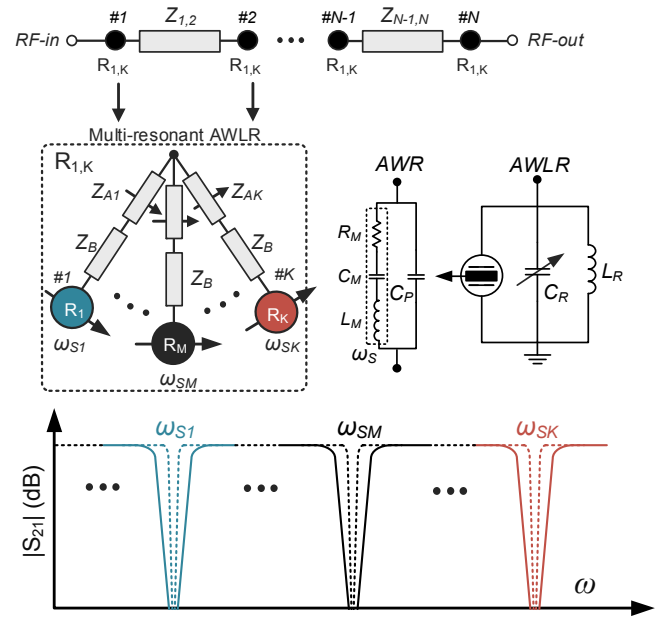 #1 Z1,2 #2 #N-1 ZN-1,N #N
RF-in RF-out
R1,K R1,K R1,K R1,K
Multi-resonant AWLR
R1,K
ZA1 ZAK
ZB ZB
ZB
#1 #K
R1 RM RK
ωS1 ωSM ωSK
AWR AWLR
RM
CM CP CR LR
LM
ωS
ωS1 ωSM ωSK
|S21| (dB)
ω